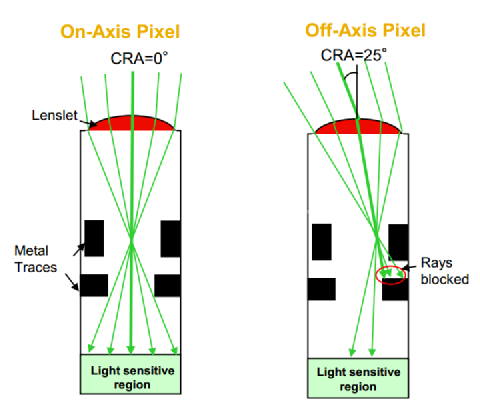 On-Axis Pixel
CRA=0°
Lenslet
Metal
Traces
Light sensitive
region
Off-Axis Pixel
CRA=25°
Rays
blocked
Light sensitive
region